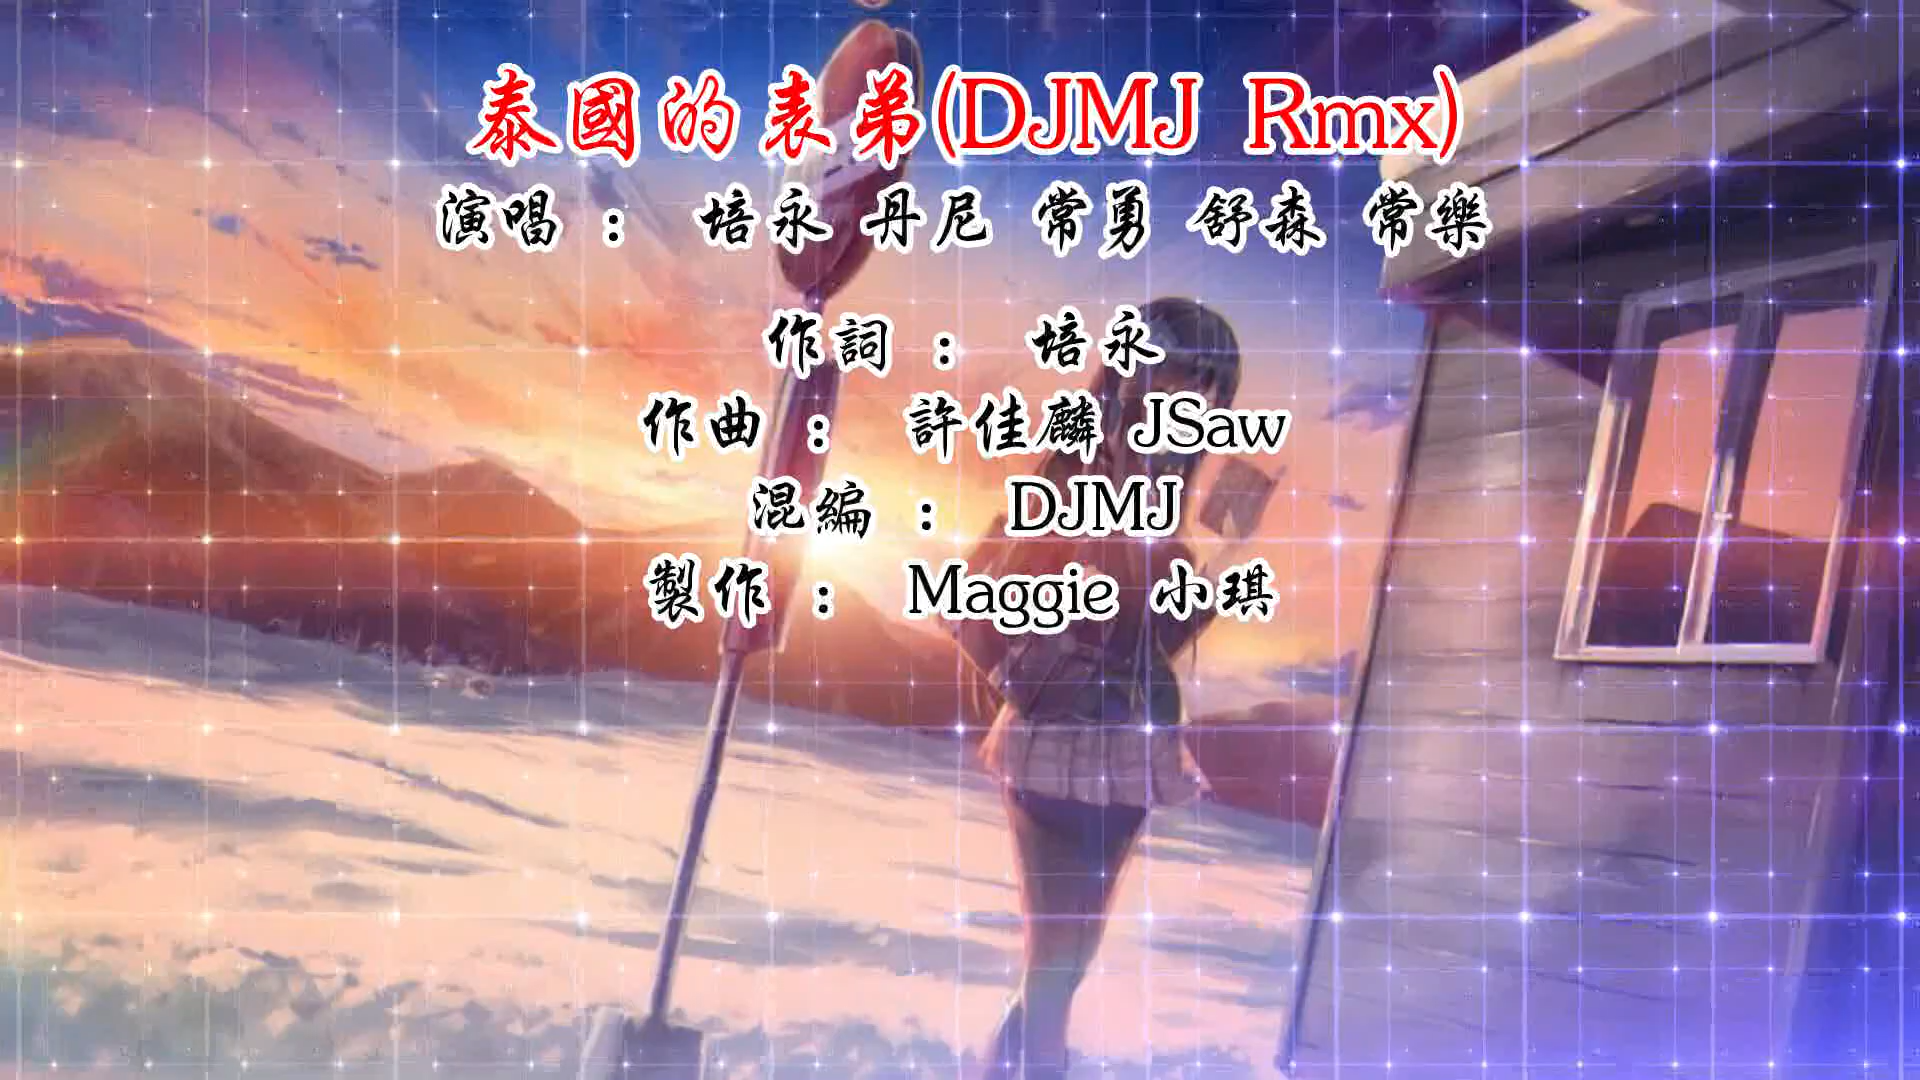 泰國的表弟(DJMJ Rmx)
演唱 : 培永 丹尼 常勇 舒森 常樂
作詞 : 培永
作曲 : 許佳麟 JSaw
混編 : DJMJ
製作 : Maggie 小琪